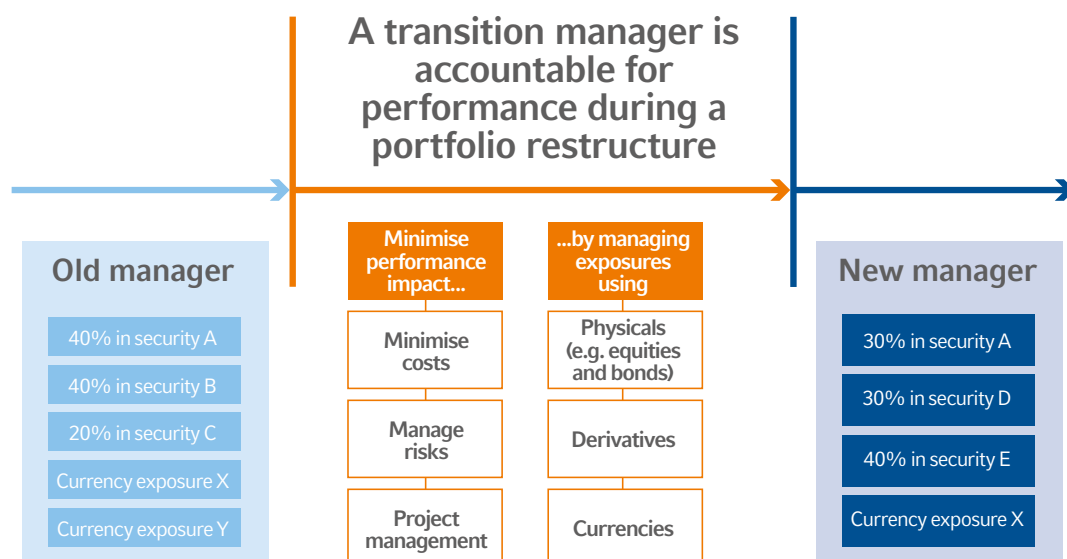 A transition manager is
accountable for
performance during a
portfolio restructure
Old manager
40% in security A
40% in security B
20% in security C
Currency exposure X
Currency exposure Y
Minimise
performance
impact...
Minimise
costs
Manage
risks
Project
management
...by managing
exposures
using
Physicals
(e.g. equities
and bonds)
Derivatives
Currencies
New manager
30% in security A
30% in security D
40% in security E
Currency exposure X